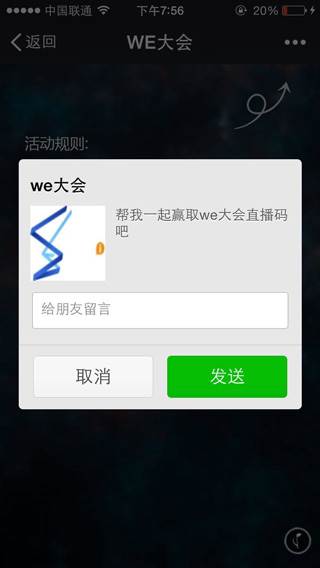 中国联通 下午7:56 20%
返回 WE大会
活动规则:
we大会
帮我一起赢取we大会直播码
吧
给朋友留言
取消 发送